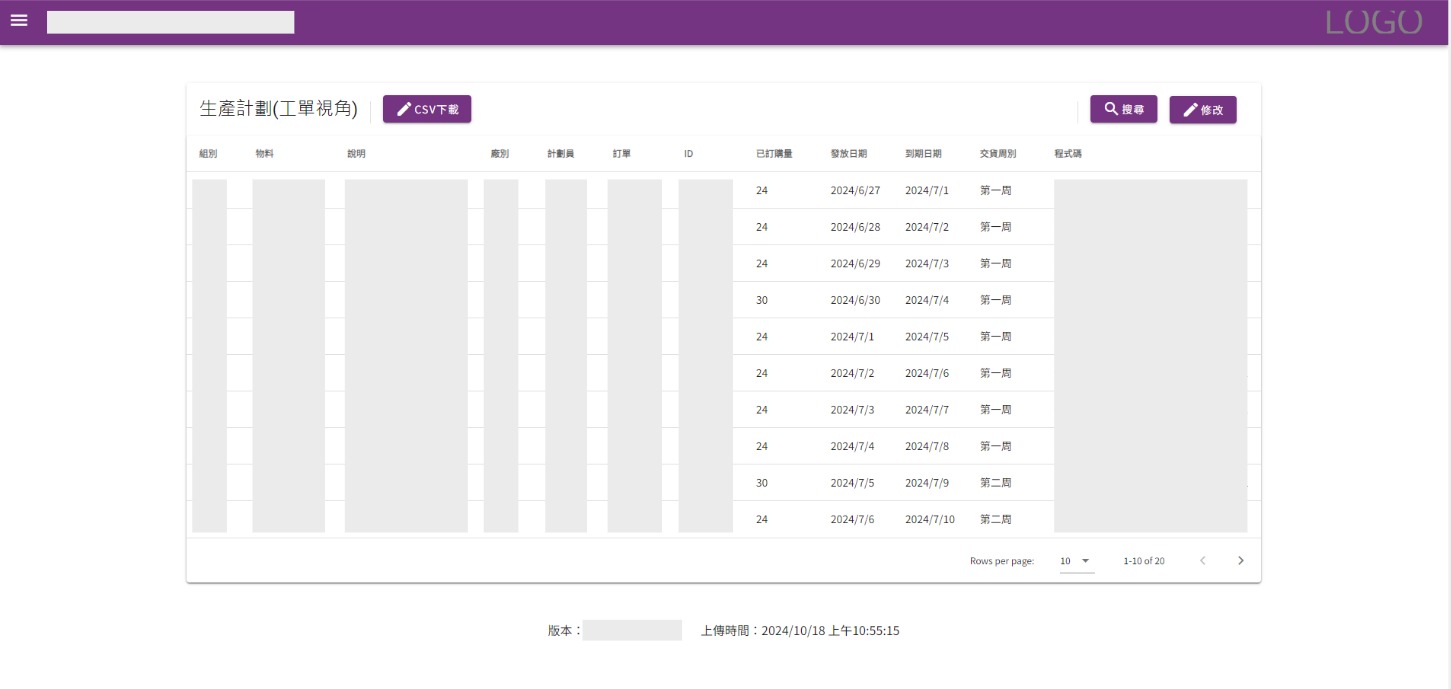 LOGO
生產計劃(工單視角) CSV下載 搜尋 修改
組別 物料 說明 廠別 計劃員 訂單 ID 已訂購量 發放日期 到期日期 交貨周別 程式碼
24 2024/6/27 2024/7/1 第一周
24 2024/6/28 2024/7/2 第一周
24 2024/6/29 2024/7/3 第一周
30 2024/6/30 2024/7/4 第一周
24 2024/7/1 2024/7/5 第一周
24 2024/7/2 2024/7/6 第一周
24 2024/7/3 2024/7/7 第一周
24 2024/7/4 2024/7/8 第一周
30 2024/7/5 2024/7/9 第二周
24 2024/7/6 2024/7/10 第二周
Rows per page: 10 1-10 of 20
版本： 上傳時間：2024/10/18 上午10:55:15